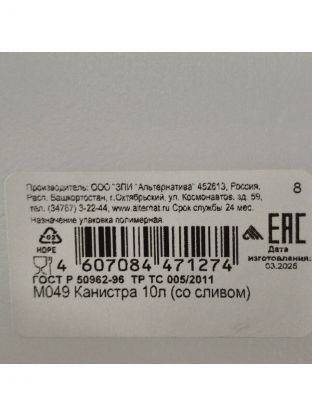 Производитель: ООО "ЗПИ "Альтернатива" 452613, Россия,
Респ. Башкортостан, г.Октябрьский, ул. Космонавтов, зд. 59,
тел. (34767) 3-22-44, www.alternat.ru Срок службы 24 мес.
Назначение упаковка полимерная.
8
02
HDPE
EAC
Дата
изготовления:
03.2025
4 607084 471274
ГОСТ Р 50962-96 ТР ТС 005/2011
М049 Канистра 10л (со сливом)